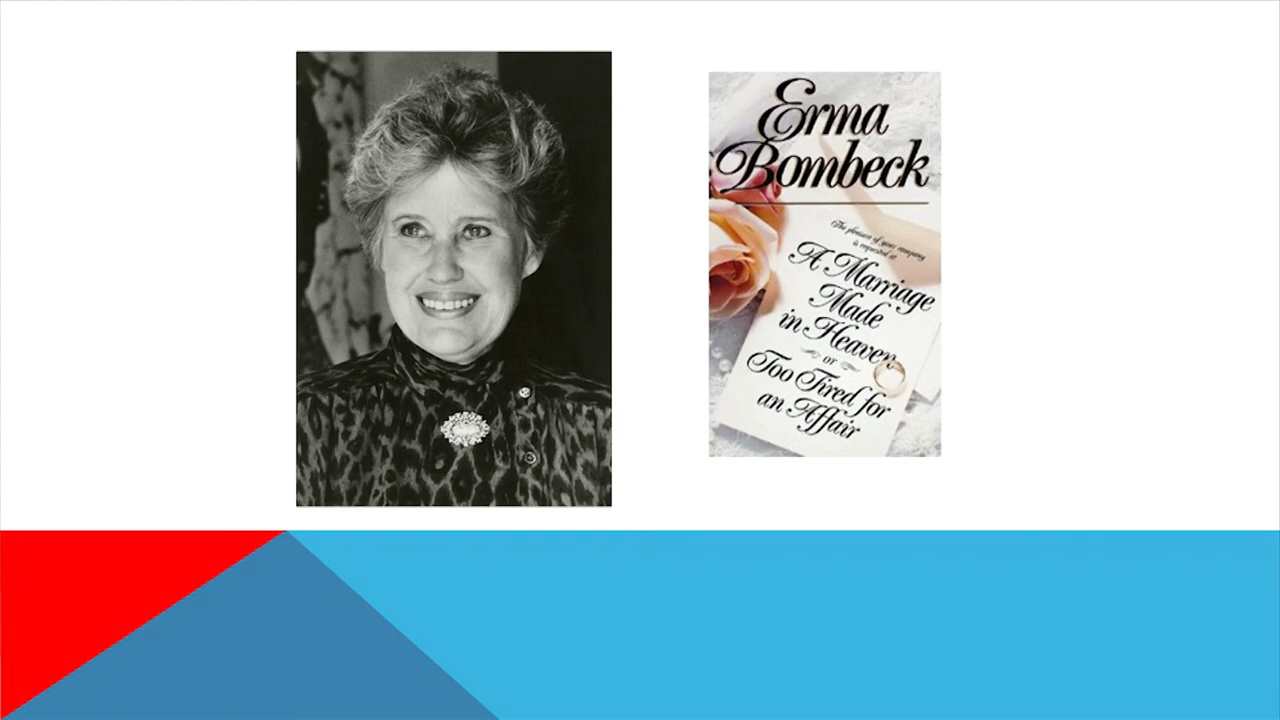 Erma
Bombeck
The pleasure of your company
is requested at
A Marriage
Made
in Heaven
or
Too Tired for
an Affair